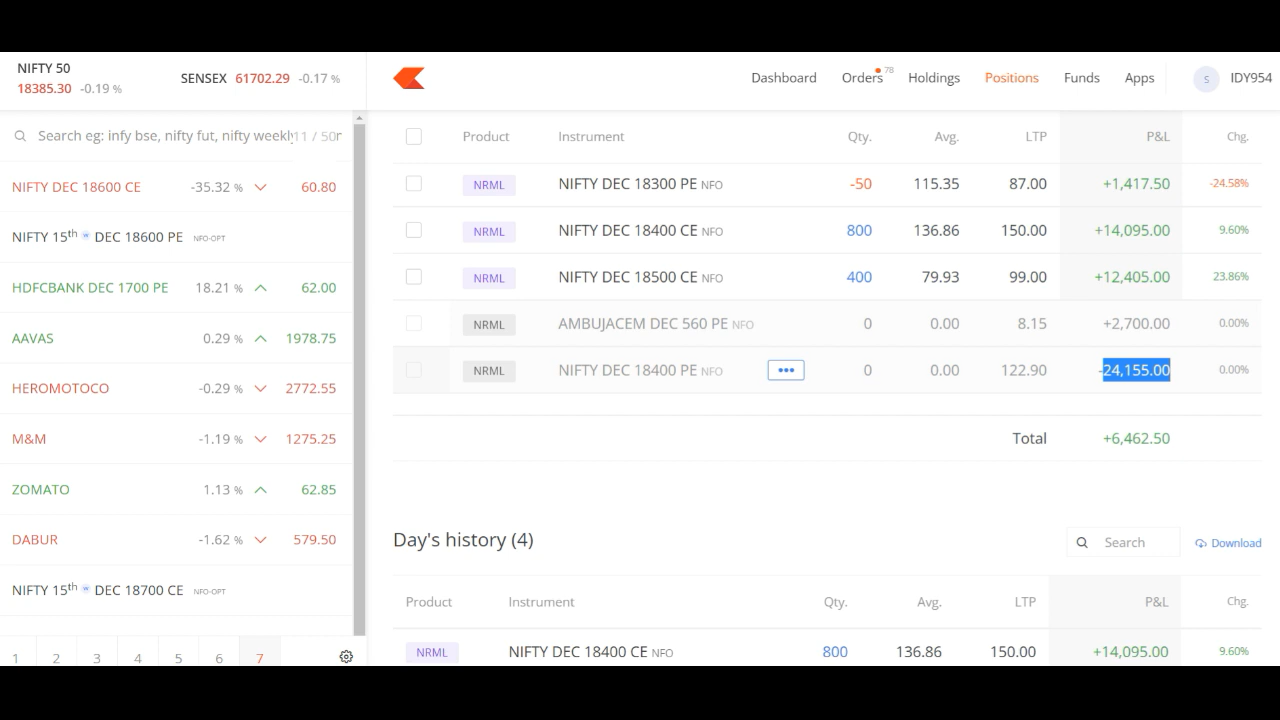 NIFTY 50
18385.30 -0.19 %
SENSEX 61702.29 -0.17 %
Dashboard Orders 78 Holdings Positions Funds Apps S IDY954
Search eg: infy bse, nifty fut, nifty weekly 11 / 50
NIFTY DEC 18600 CE -35.32 % 60.80
NIFTY 15th w DEC 18600 PE NFO-OPT
HDFCBANK DEC 1700 PE 18.21 % 62.00
AAVAS 0.29 % 1978.75
HEROMOTOCO -0.29 % 2772.55
M&M -1.19 % 1275.25
ZOMATO 1.13 % 62.85
DABUR -1.62 % 579.50
NIFTY 15th w DEC 18700 CE NFO-OPT
1 2 3 4 5 6 7
Product Instrument Qty. Avg. LTP P&L Chg.
NRML NIFTY DEC 18300 PE NFO -50 115.35 87.00 +1,417.50 -24.58%
NRML NIFTY DEC 18400 CE NFO 800 136.86 150.00 +14,095.00 9.60%
NRML NIFTY DEC 18500 CE NFO 400 79.93 99.00 +12,405.00 23.86%
NRML AMBUJACEM DEC 560 PE NFO 0 0.00 8.15 +2,700.00 0.00%
NRML NIFTY DEC 18400 PE NFO ••• 0 0.00 122.90 -24,155.00 0.00%
Total +6,462.50
Day's history (4) Search Download
Product Instrument Qty. Avg. LTP P&L Chg.
NRML NIFTY DEC 18400 CE NFO 800 136.86 150.00 +14,095.00 9.60%